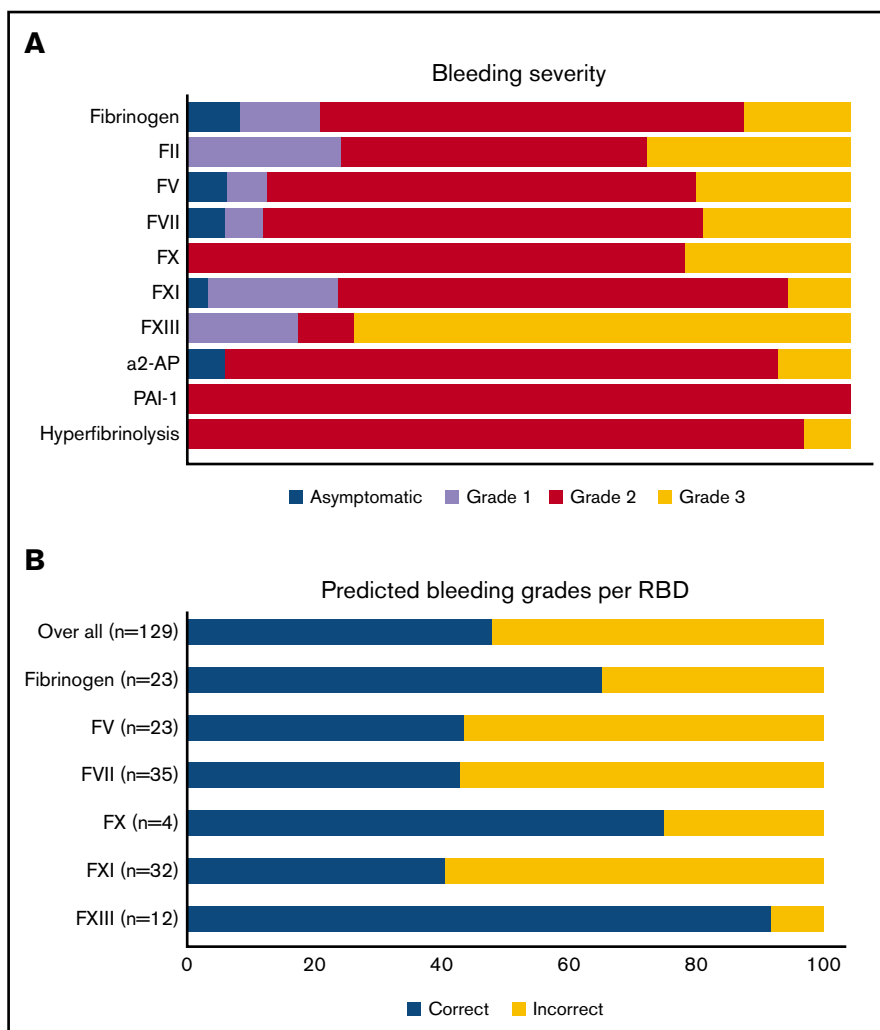 A
Bleeding severity
Fibrinogen
FII
FV
FVII
FX
FXI
FXIII
a2-AP
PAI-1
Hyperfibrinolysis
Asymptomatic Grade 1 Grade 2 Grade 3
B
Predicted bleeding grades per RBD
Over all (n=129)
Fibrinogen (n=23)
FV (n=23)
FVII (n=35)
FX (n=4)
FXI (n=32)
FXIII (n=12)
0 20 40 60 80 100
Correct Incorrect